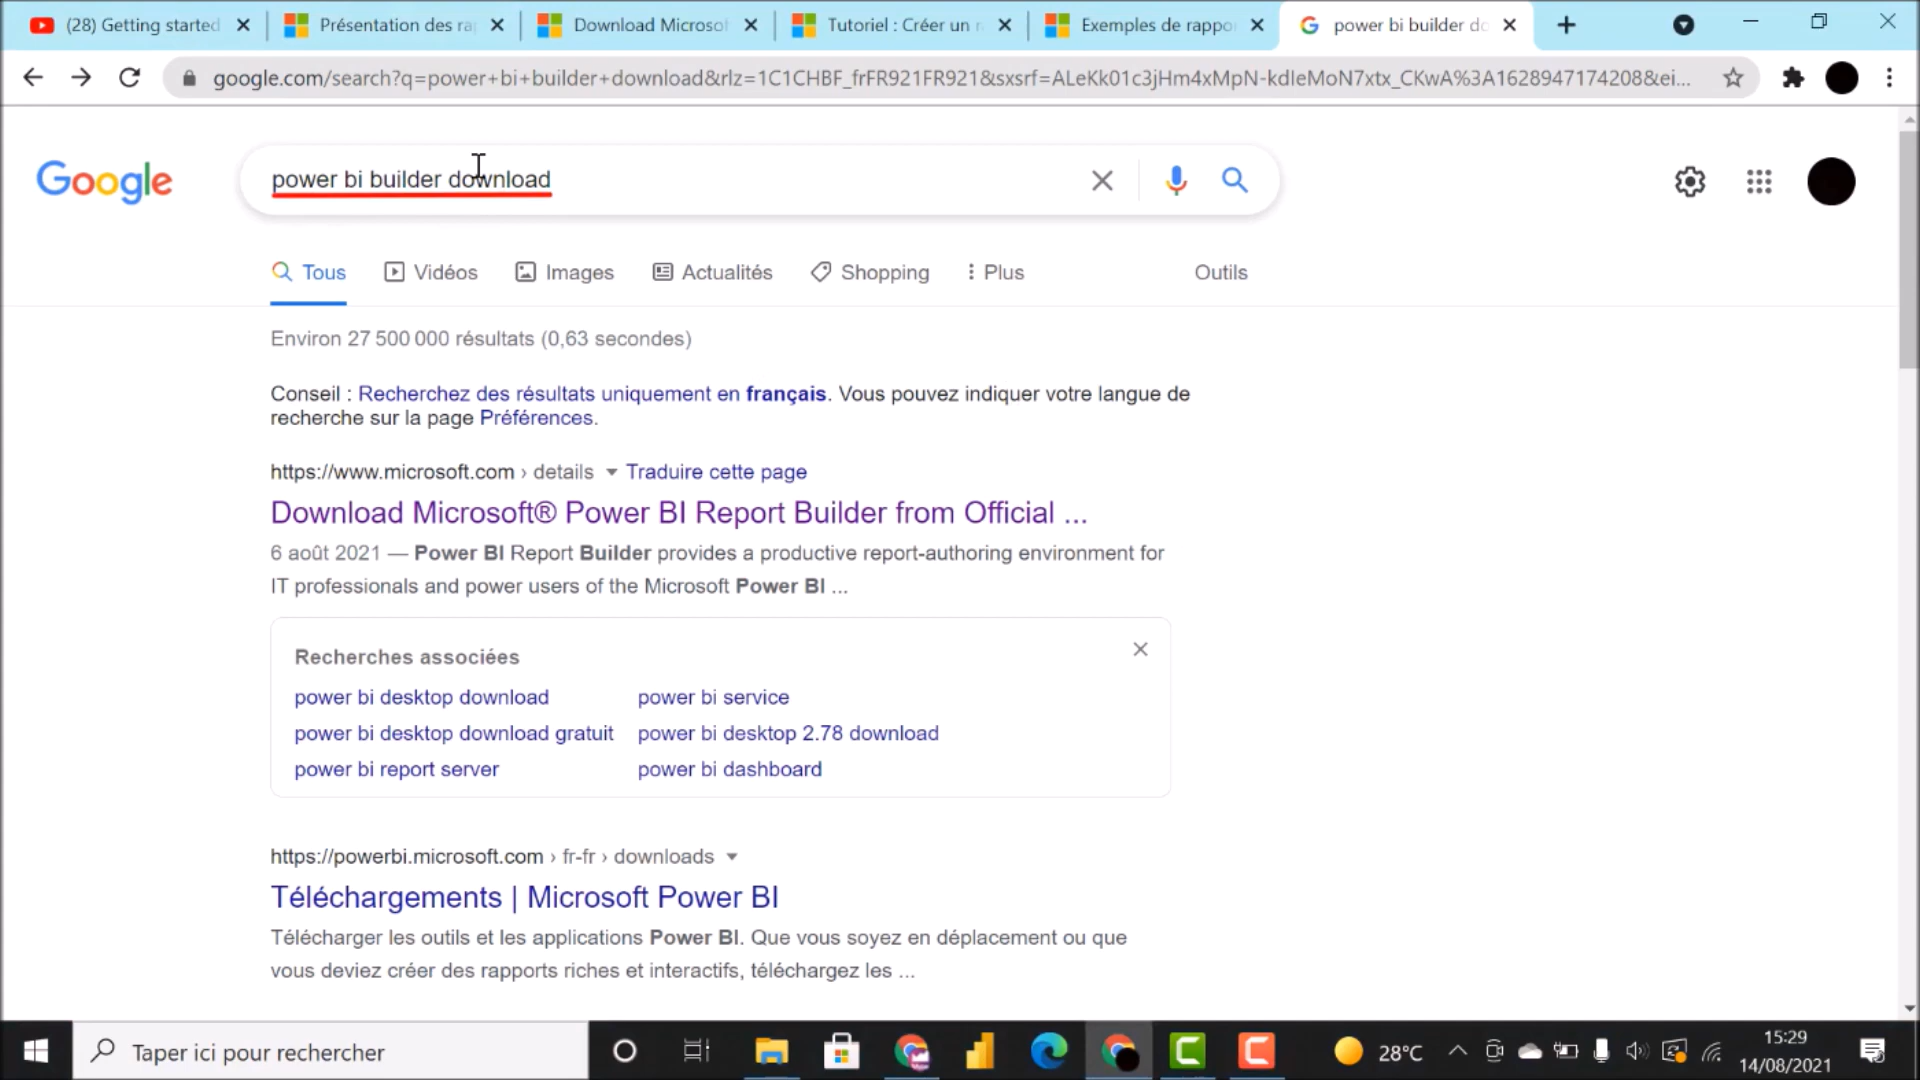 (28) Getting started
Présentation des ra
Download Microsof
Tutoriel : Créer un r
Exemples de rappo
power bi builder do
google.com/search?q=power+bi+builder+download&rlz=1C1CHBF_frFR921FR921&sxsrf=ALeKk01c3jHm4xMpN-kdIeMoN7xtx_CKwA%3A1628947174208&ei...
Google
power bi builder download
Tous
Vidéos
Images
Actualités
Shopping
Plus
Outils
Environ 27 500 000 résultats (0,63 secondes)
Conseil : Recherchez des résultats uniquement en français. Vous pouvez indiquer votre langue de
recherche sur la page Préférences.
https://www.microsoft.com › details Traduire cette page
Download Microsoft® Power BI Report Builder from Official ...
6 août 2021 — Power BI Report Builder provides a productive report-authoring environment for
IT professionals and power users of the Microsoft Power BI ...
Recherches associées
power bi desktop download
power bi service
power bi desktop download gratuit
power bi desktop 2.78 download
power bi report server
power bi dashboard
https://powerbi.microsoft.com › fr-fr › downloads
Téléchargements | Microsoft Power BI
Télécharger les outils et les applications Power BI. Que vous soyez en déplacement ou que
vous deviez créer des rapports riches et interactifs, téléchargez les ...
Taper ici pour rechercher
28°C
15:29
14/08/2021